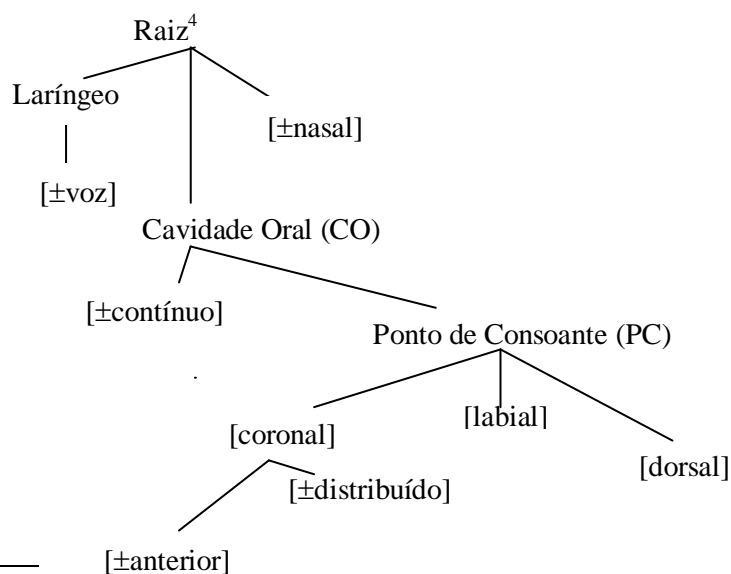 Raiz⁴
Laríngeo
[±nasal]
[±voz]
Cavidade Oral (CO)
[±contínuo]
Ponto de Consoante (PC)
[labial]
[coronal]
[dorsal]
[±distribuído]
[±anterior]